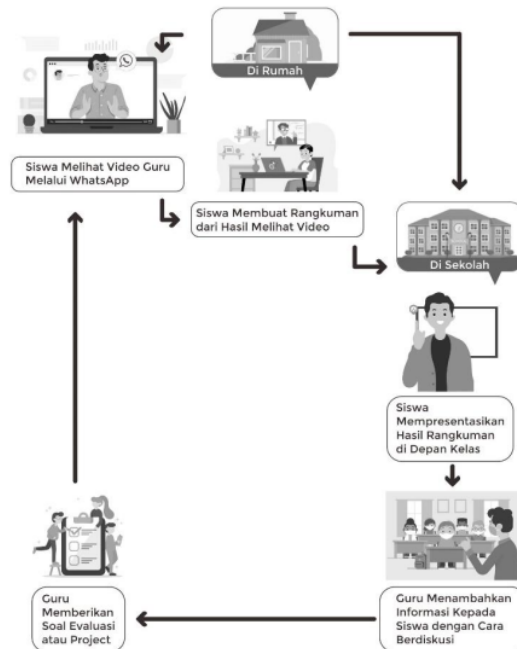 Di Rumah
Siswa Melihat Video Guru
Melalui WhatsApp
Siswa Membuat Rangkuman
dari Hasil Melihat Video
Di Sekolah
Siswa
Mempresentasikan
Hasil Rangkuman
di Depan Kelas
Guru Menambahkan
Informasi Kepada
Siswa dengan Cara
Berdiskusi
Guru
Memberikan
Soal Evaluasi
atau Project